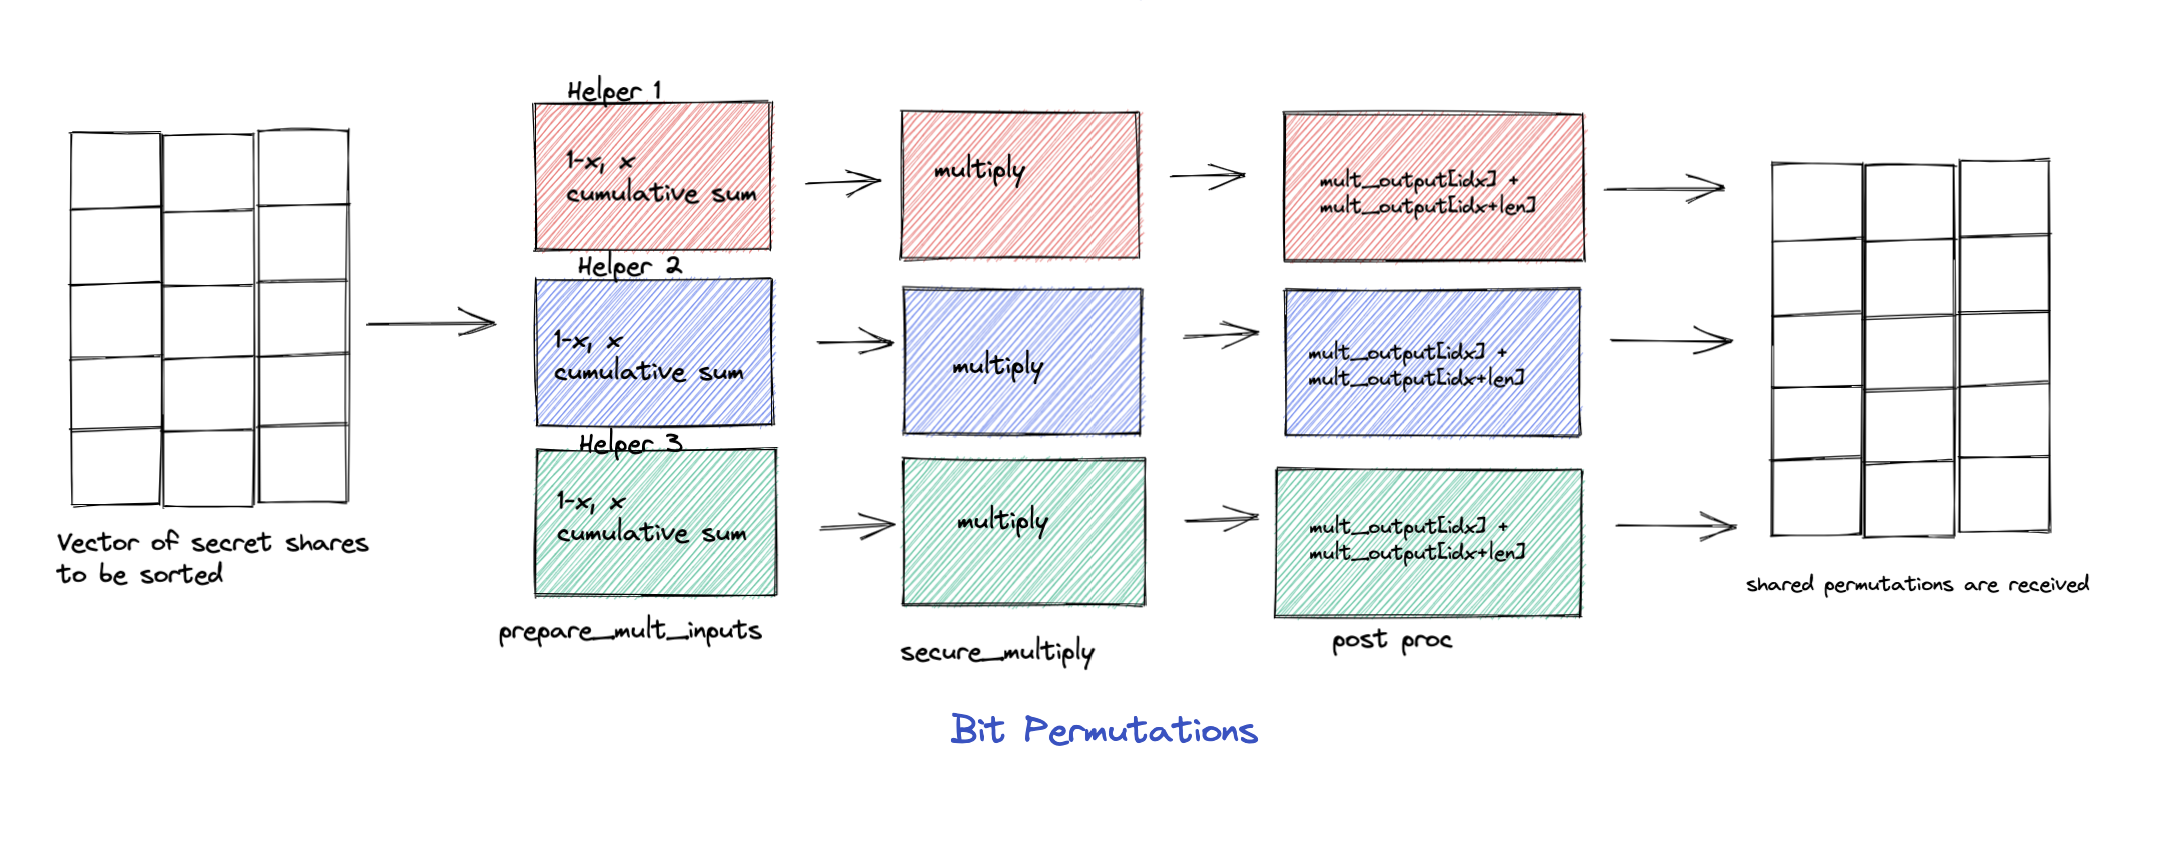 Helper 1
1-x, x
cumulative sum
multiply
mult_output[idx] +
mult_output[idx+len]
Helper 2
1-x, x
cumulative sum
multiply
mult_output[idx] +
mult_output[idx+len]
Helper 3
1-x, x
cumulative sum
multiply
mult_output[idx] +
mult_output[idx+len]
Vector of secret shares
to be sorted
prepare_mult_inputs
secure_multiply
post proc
shared permutations are received
Bit Permutations